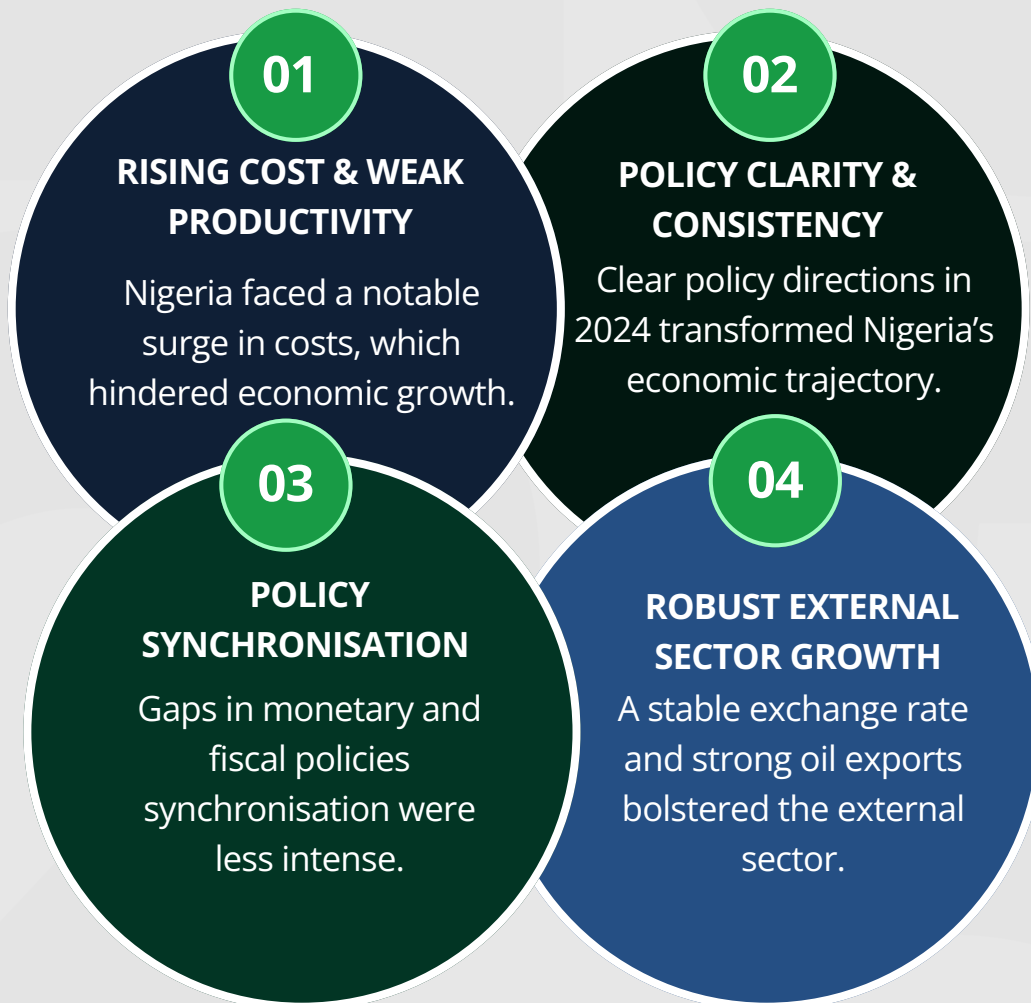 01
RISING COST & WEAK
PRODUCTIVITY
Nigeria faced a notable
surge in costs, which
hindered economic growth.
02
POLICY CLARITY &
CONSISTENCY
Clear policy directions in
2024 transformed Nigeria’s
economic trajectory.
03
POLICY
SYNCHRONISATION
Gaps in monetary and
fiscal policies
synchronisation were
less intense.
04
ROBUST EXTERNAL
SECTOR GROWTH
A stable exchange rate
and strong oil exports
bolstered the external
sector.